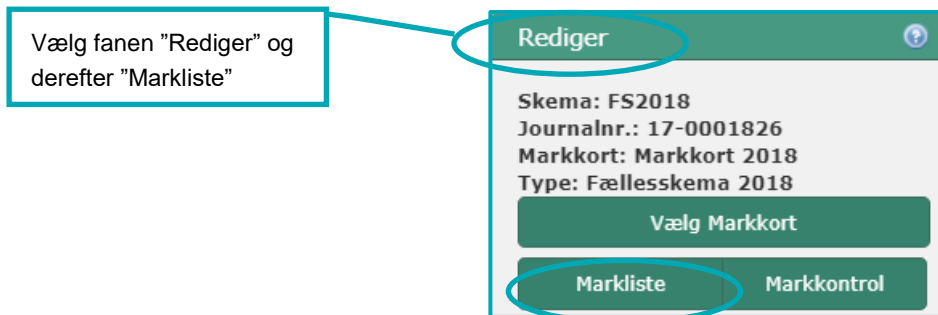 Vælg fanen ”Rediger” og
derefter ”Markliste”
Rediger
Skema: FS2018
Journalnr.: 17-0001826
Markkort: Markkort 2018
Type: Fællesskema 2018
Vælg Markkort
Markliste
Markkontrol